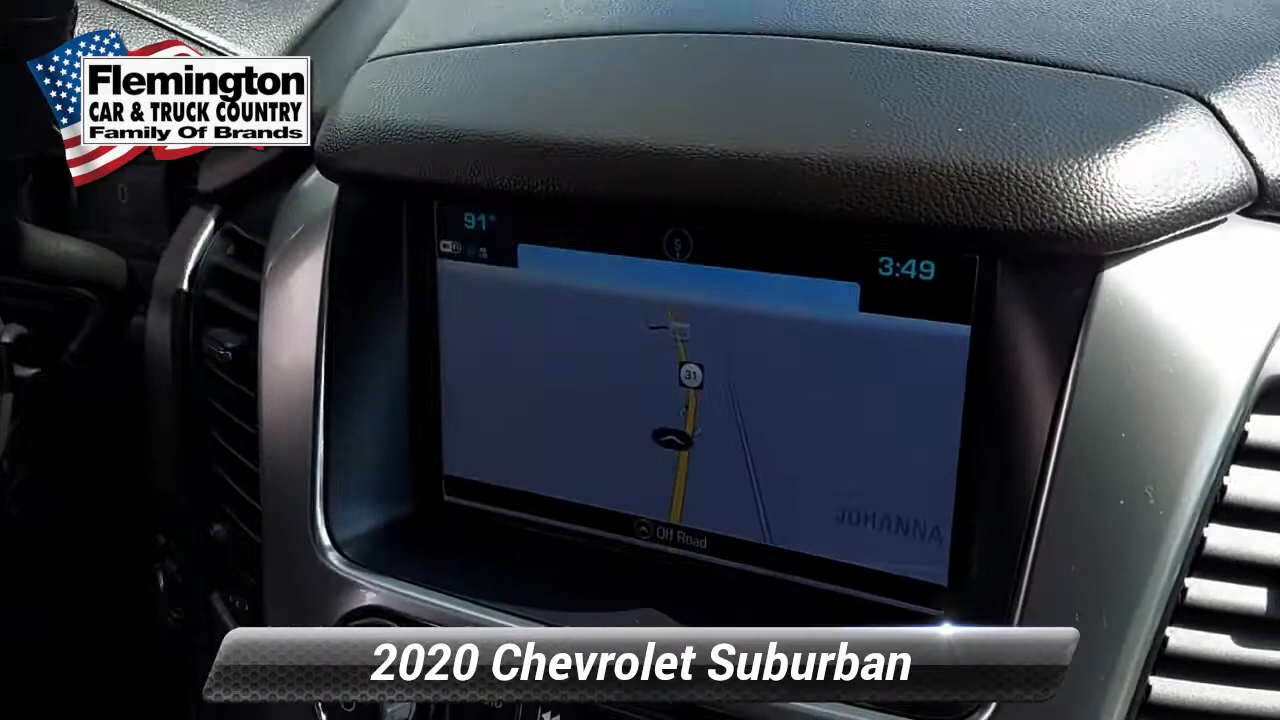 Flemington
CAR & TRUCK COUNTRY
Family Of Brands
91°
S
3:49
31
JOHANNA
Off Road
2020 Chevrolet Suburban